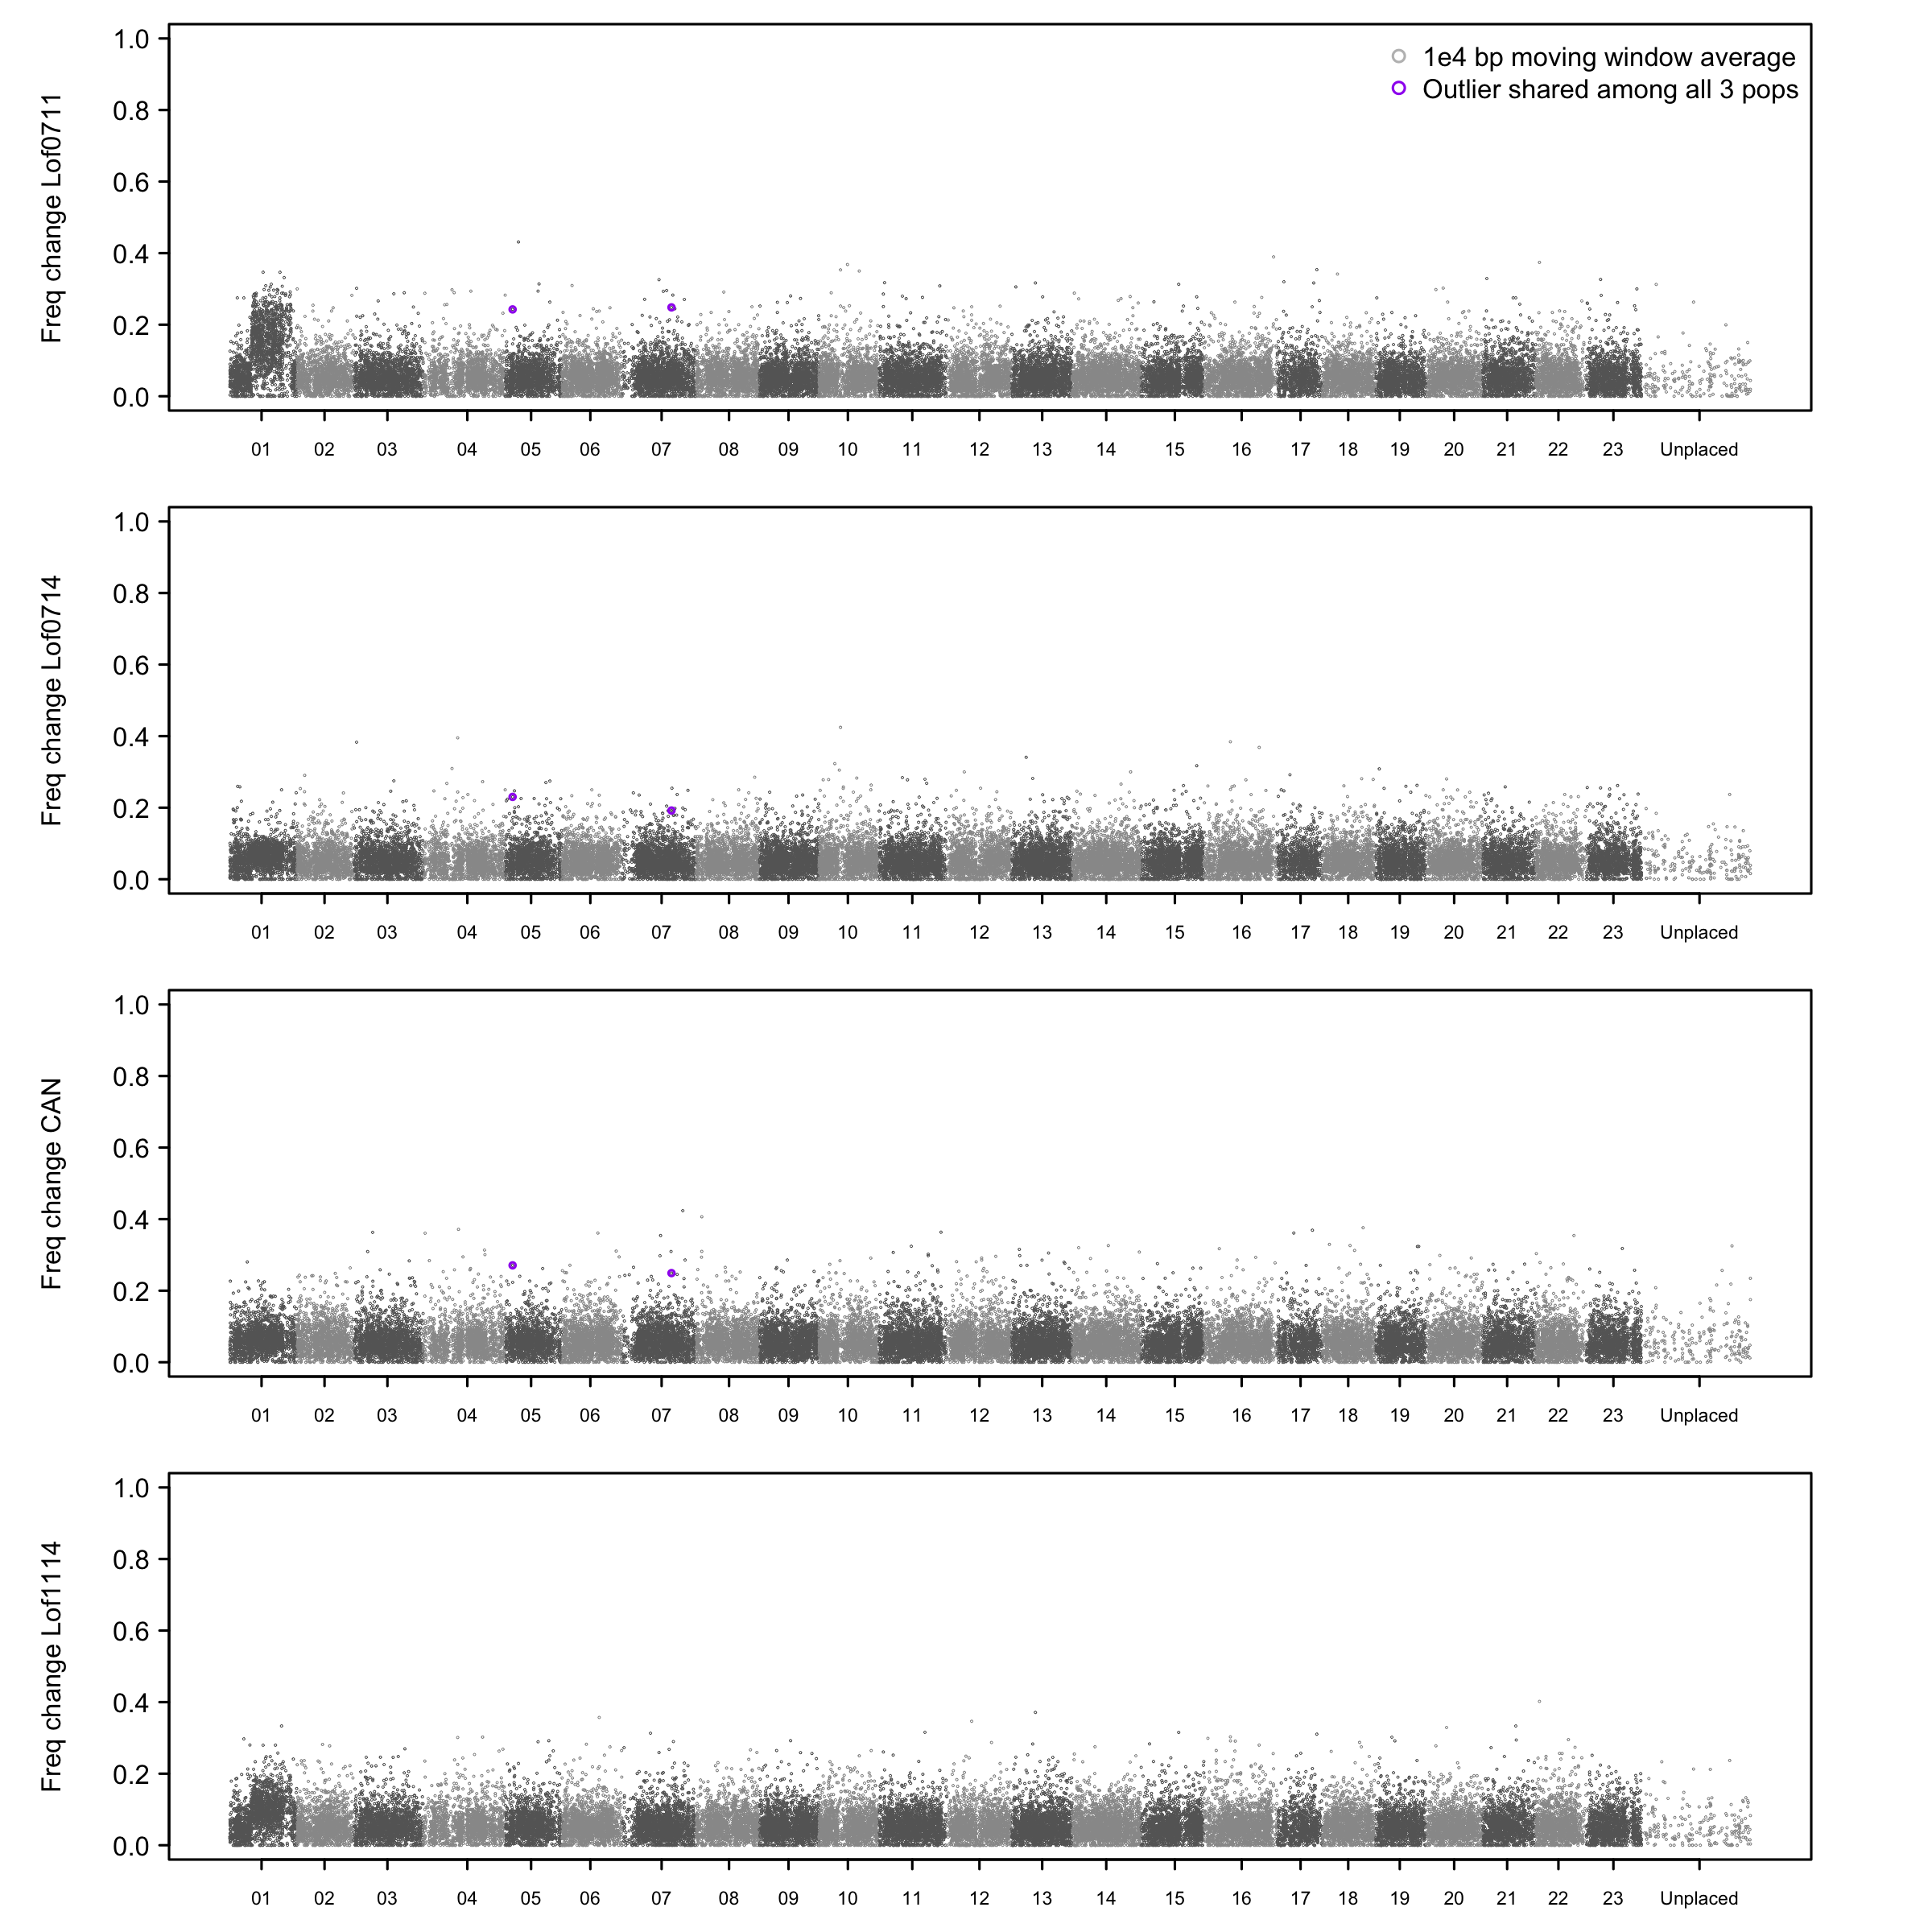 Freq change Lof0711
1.0
0.8
0.6
0.4
0.2
0.0
1e4 bp moving window average
Outlier shared among all 3 pops
01 02 03 04 05 06 07 08 09 10 11 12 13 14 15 16 17 18 19 20 21 22 23 Unplaced
Freq change Lof0714
1.0
0.8
0.6
0.4
0.2
0.0
01 02 03 04 05 06 07 08 09 10 11 12 13 14 15 16 17 18 19 20 21 22 23 Unplaced
Freq change CAN
1.0
0.8
0.6
0.4
0.2
0.0
01 02 03 04 05 06 07 08 09 10 11 12 13 14 15 16 17 18 19 20 21 22 23 Unplaced
Freq change Lof1114
1.0
0.8
0.6
0.4
0.2
0.0
01 02 03 04 05 06 07 08 09 10 11 12 13 14 15 16 17 18 19 20 21 22 23 Unplaced